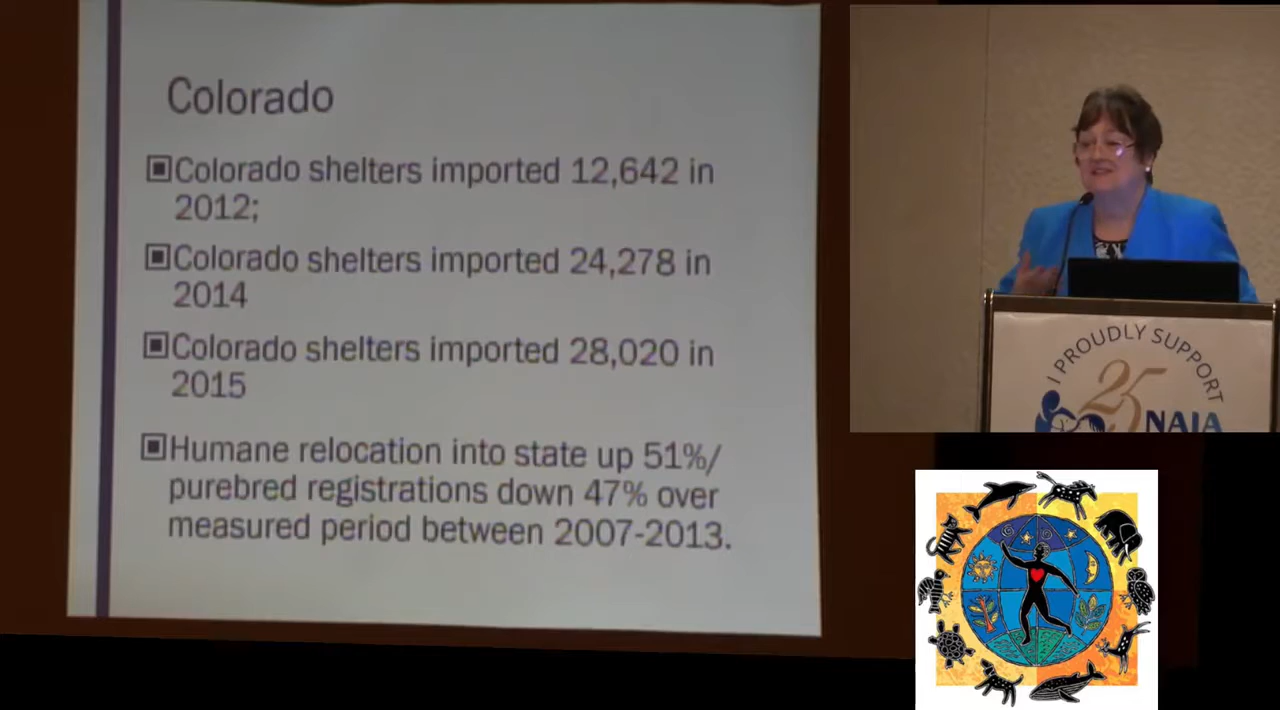 Colorado
Colorado shelters imported 12,642 in
2012;
Colorado shelters imported 24,278 in
2014
Colorado shelters imported 28,020 in
2015
Humane relocation into state up 51%/
purebred registrations down 47% over
measured period between 2007-2013.
I PROUDLY SUPPORT
25
NAIA